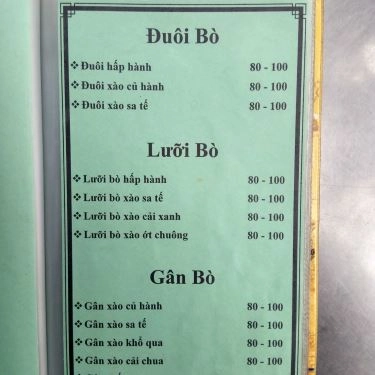 Đuôi Bò
❖ Đuôi hấp hành 80 - 100
❖ Đuôi xào củ hành 80 - 100
❖ Đuôi xào sa tế 80 - 100
Lưỡi Bò
❖ Lưỡi bò hấp hành 80 - 100
❖ Lưỡi bò xào sa tế 80 - 100
❖ Lưỡi bò xào cải xanh 80 - 100
❖ Lưỡi bò xào ớt chuông 80 - 100
Gân Bò
❖ Gân xào củ hành 80 - 100
❖ Gân xào sa tế 80 - 100
❖ Gân xào khổ qua 80 - 100
❖ Gân xào cải chua 80 - 100